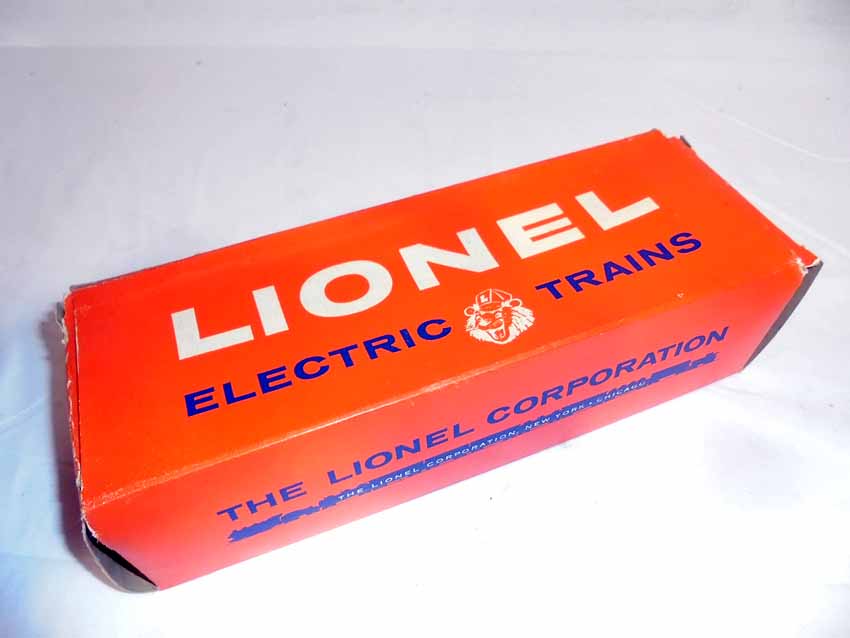 LIONEL
ELECTRIC TRAINS
L
THE LIONEL CORPORATION
THE LIONEL CORPORATION, NEW YORK • CHICAGO